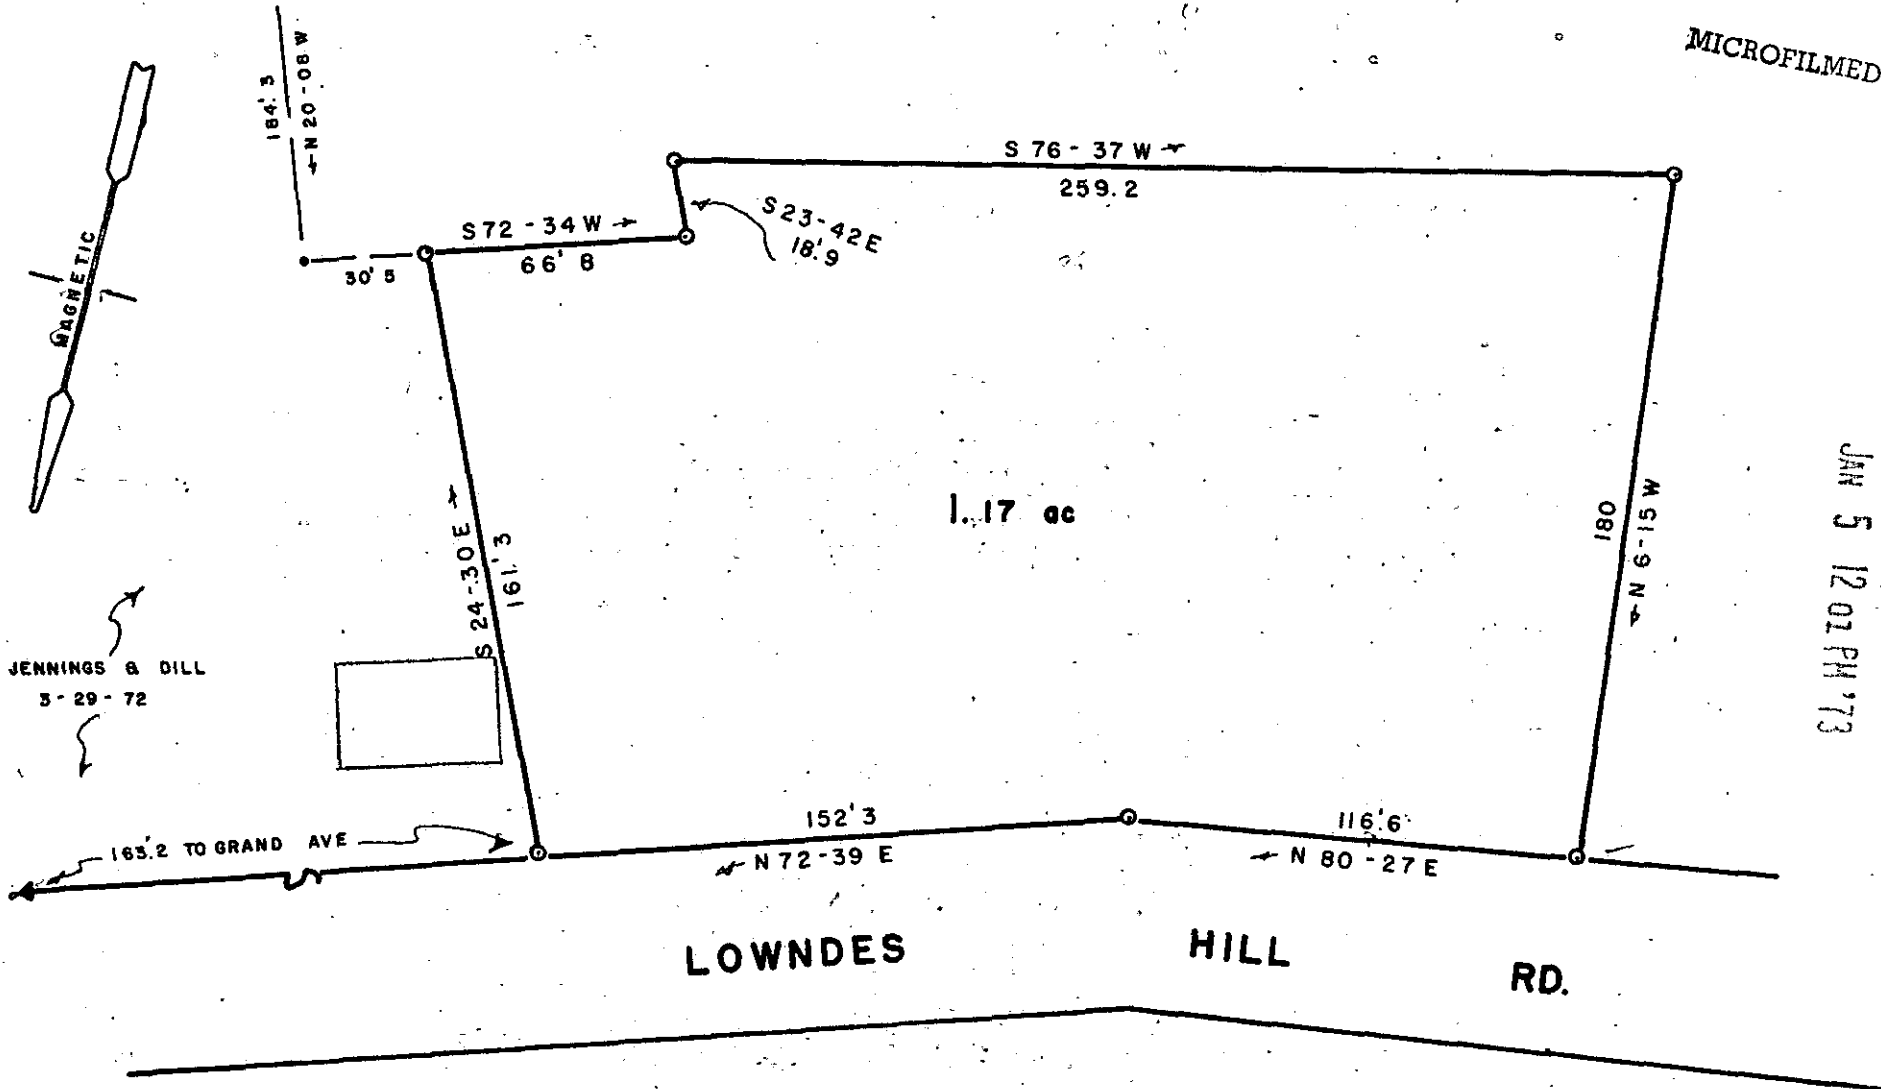 MICROFILMED
184.'3
←N 20-08 W
S 76 - 37 W →
259.2
S 72 - 34 W →
66' 8
S 23-42 E
18.'9
30' 5
MAGNETIC
S 24-30 E →
161.'3
1.17 ac
180
← N 6-15 W
JAN 5 12 01 PM '73
JENNINGS & DILL
3-29-72
163.'2 TO GRAND AVE
152' 3
← N 72-39 E
116.'6
← N 80-27 E
LOWNDES HILL RD.